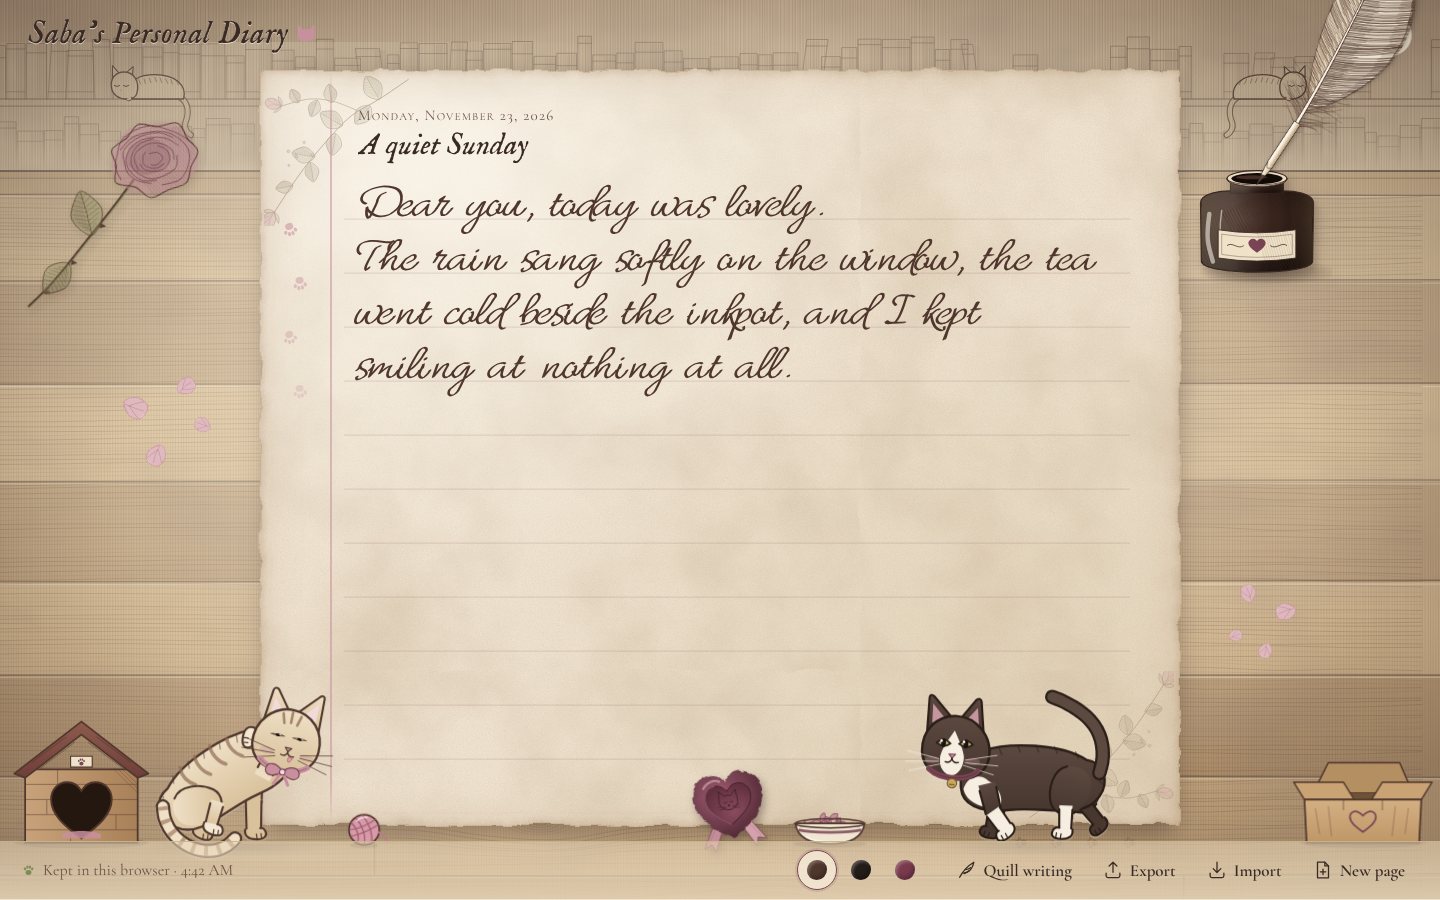 Saba's Personal Diary
Monday, November 23, 2026
A quiet Sunday
Dear you, today was lovely.
The rain sang softly on the window, the tea
went cold beside the inkpot, and I kept
smiling at nothing at all.
Kept in this browser · 4:42 AM
Quill writing
Export
Import
New page